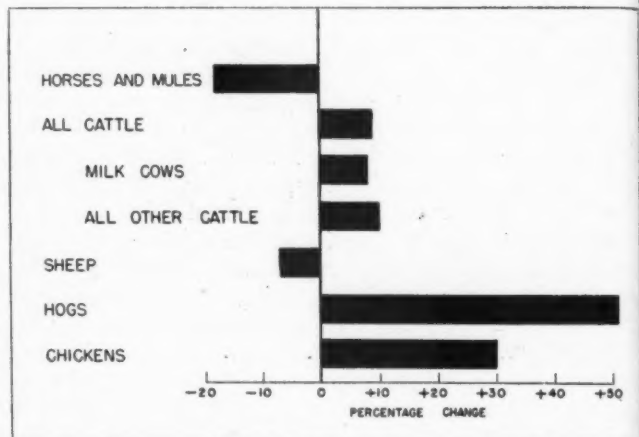 HORSES AND MULES
ALL CATTLE
MILK COWS
ALL OTHER CATTLE
SHEEP
HOGS
CHICKENS
-20 -10 0 +10 +20 +30 +40 +50
PERCENTAGE CHANGE